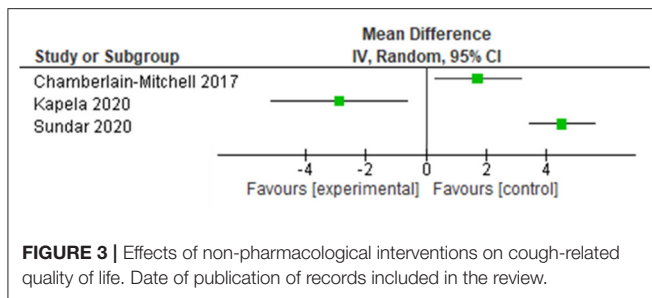 Mean Difference
Study or Subgroup IV, Random, 95% CI
Chamberlain-Mitchell 2017
Kapela 2020
Sundar 2020
-4 -2 0 2 4
Favours [experimental] Favours [control]
FIGURE 3 | Effects of non-pharmacological interventions on cough-related
quality of life. Date of publication of records included in the review.